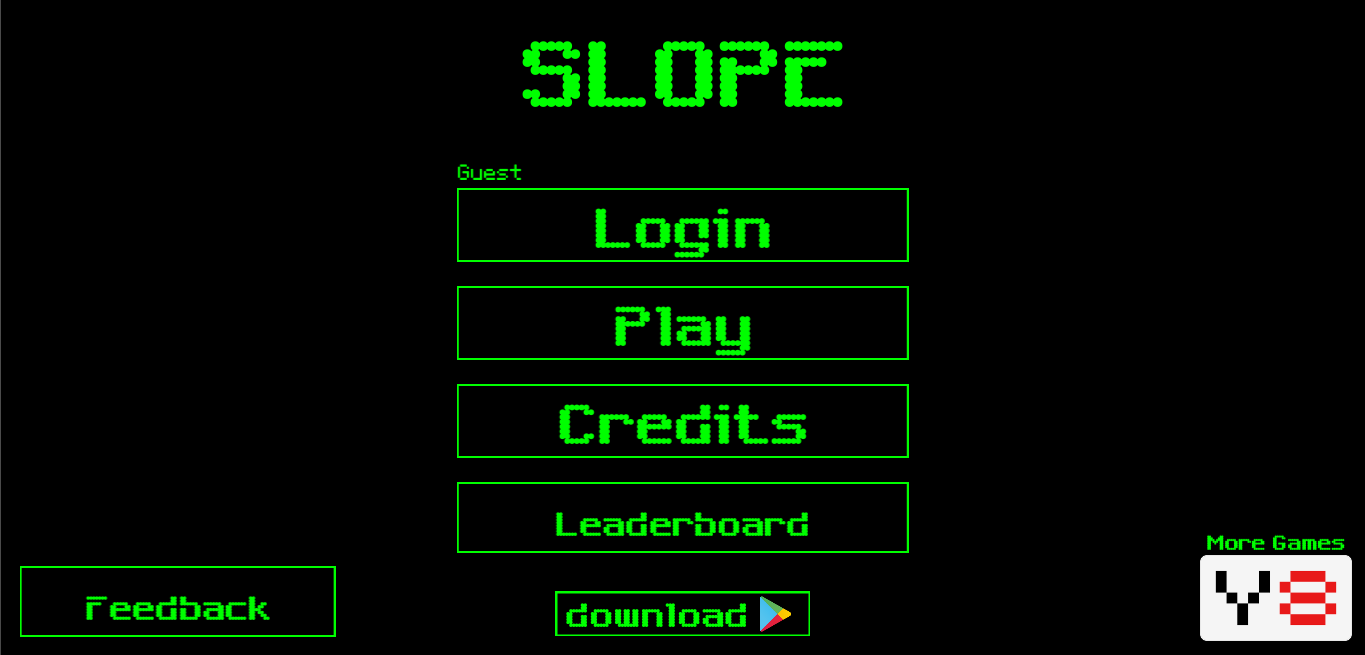 SLOPE
Guest
Login
Play
Credits
Leaderboard
More Games
Y8
Feedback
download